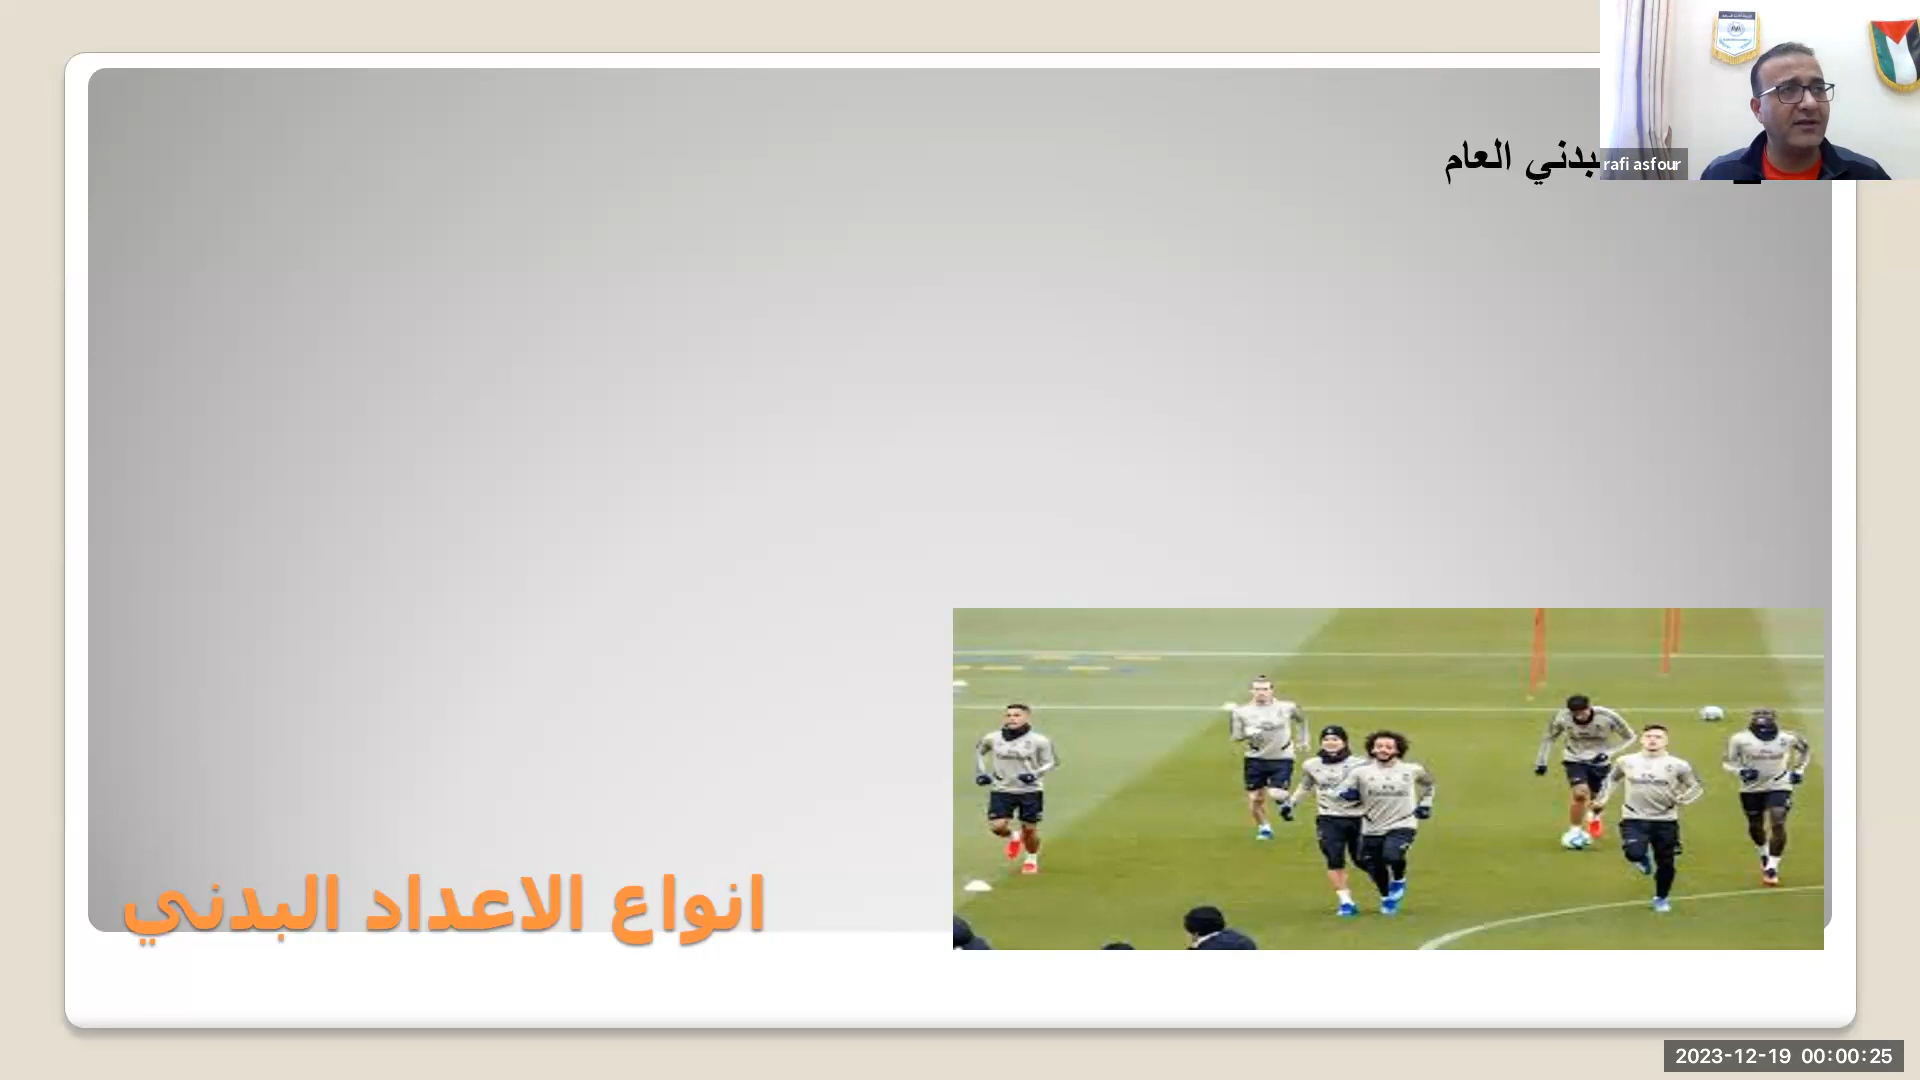 بدني العام
rafi asfour
انواع الاعداد البدني
2023-12-19 00:00:25